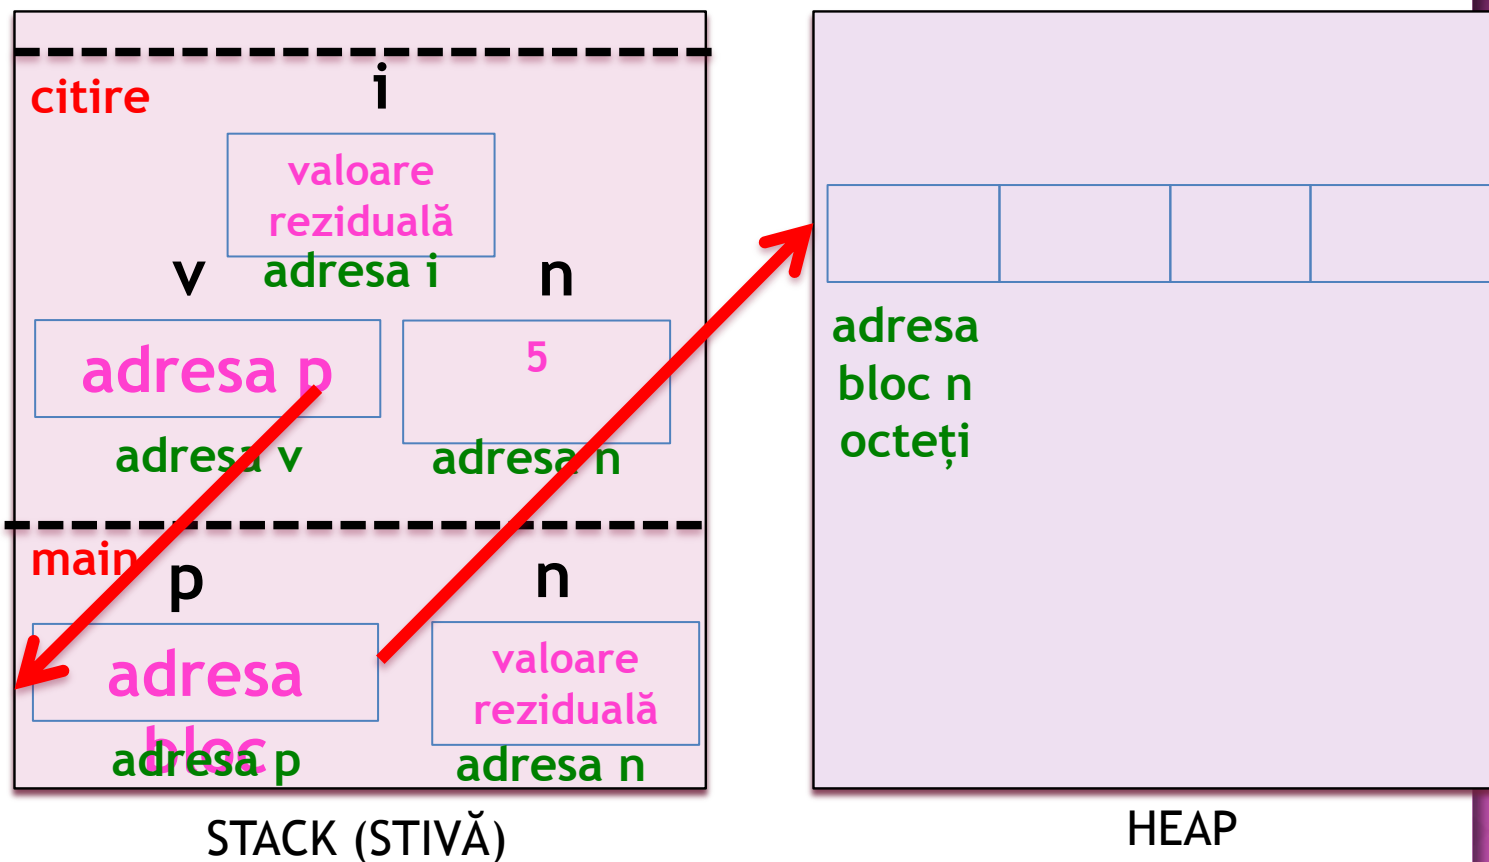 citire
i
valoare
reziduală
adresa i
v
n
adresa p
5
adresa v
adresa n
main
p
n
adresa
bloc
adresa p
valoare
reziduală
adresa n
STACK (STIVĂ)
adresa
bloc n
octeți
HEAP